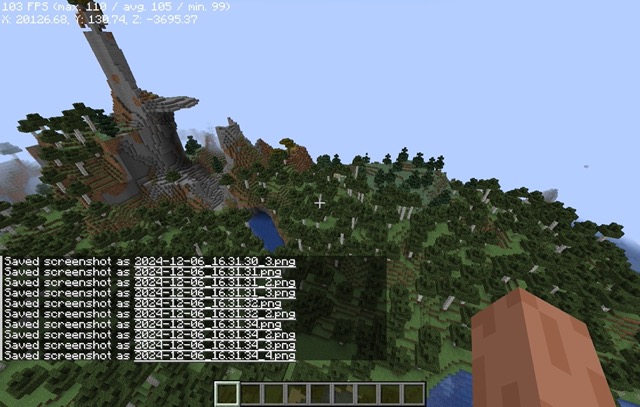 103 FPS (max. 110 / avg. 105 / min. 99)
X: 20126.68, Y: 130.74, Z: -3695.37
Saved screenshot as 2024-12-06_16.31.30_3.png
Saved screenshot as 2024-12-06_16.31.31.png
Saved screenshot as 2024-12-06_16.31.31_2.png
Saved screenshot as 2024-12-06_16.31.31_3.png
Saved screenshot as 2024-12-06_16.31.32.png
Saved screenshot as 2024-12-06_16.31.32_2.png
Saved screenshot as 2024-12-06_16.31.34.png
Saved screenshot as 2024-12-06_16.31.34_2.png
Saved screenshot as 2024-12-06_16.31.34_3.png
Saved screenshot as 2024-12-06_16.31.34_4.png